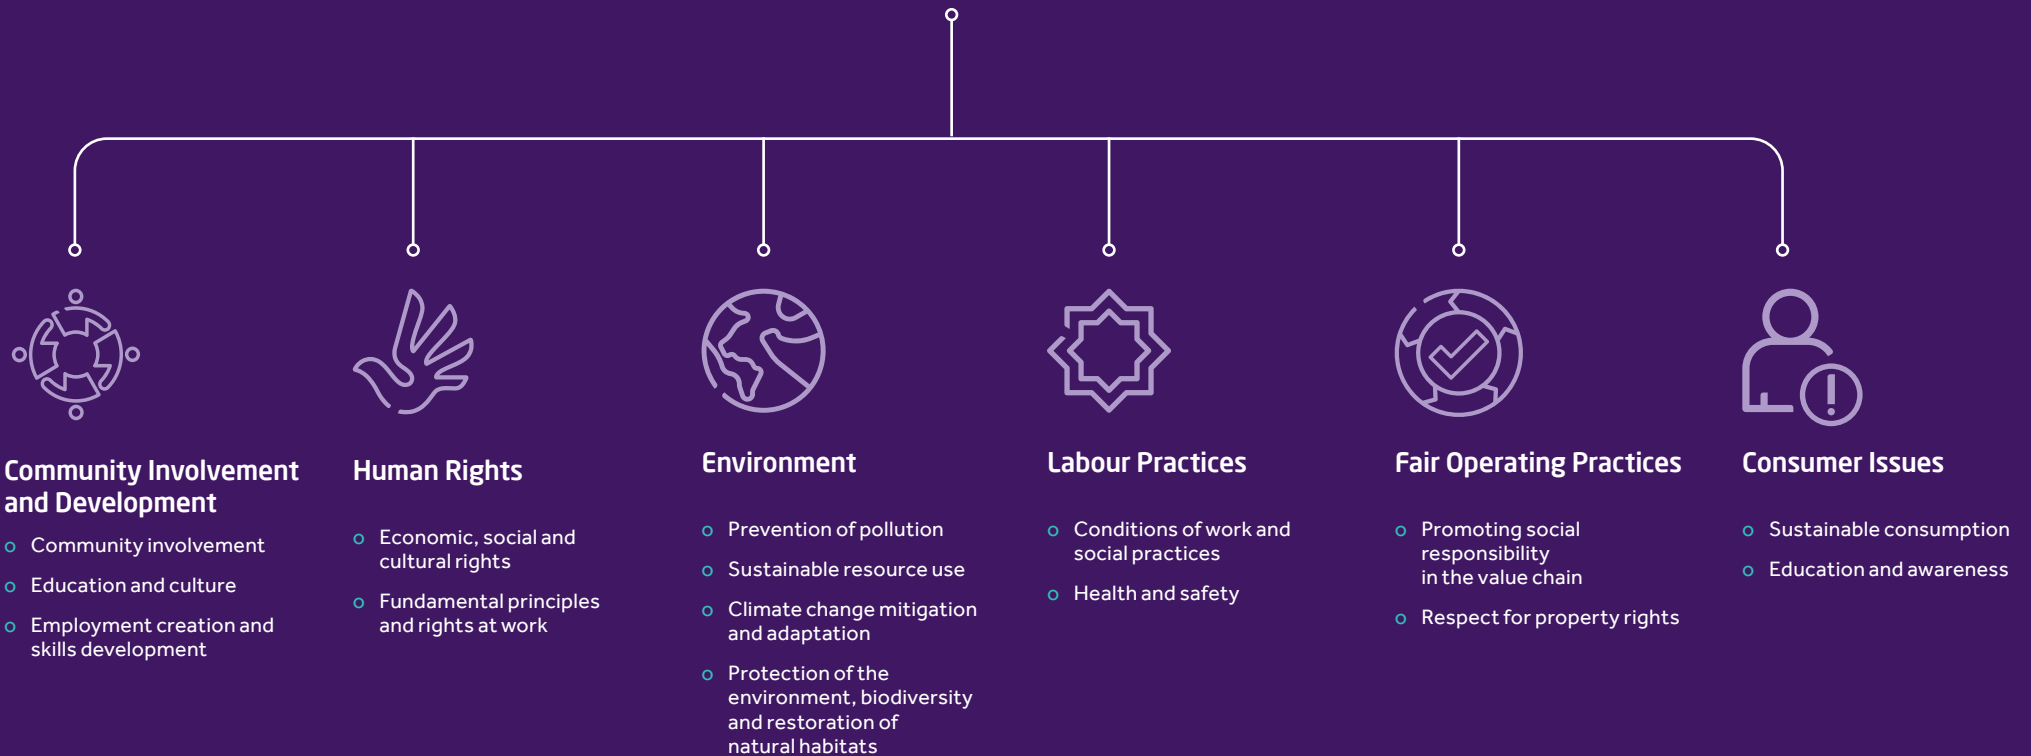 Community Involvement
and Development
Community involvement
Education and culture
Employment creation and
skills development
Human Rights
Economic, social and
cultural rights
Fundamental principles
and rights at work
Environment
Prevention of pollution
Sustainable resource use
Climate change mitigation
and adaptation
Protection of the
environment, biodiversity
and restoration of
natural habitats
Labour Practices
Conditions of work and
social practices
Health and safety
Fair Operating Practices
Promoting social
responsibility
in the value chain
Respect for property rights
Consumer Issues
Sustainable consumption
Education and awareness